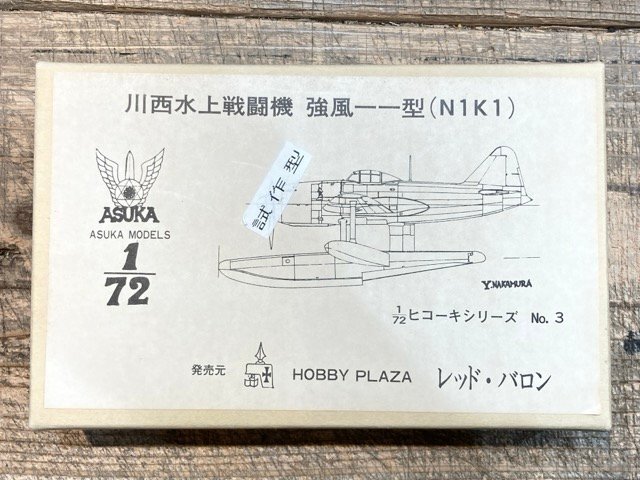 川西水上戦闘機 強風一一型(N1K1)
試作型
ASUKA
ASUKA MODELS
1/72
Y.NAKAMURA
1/72 ヒコーキシリーズ No. 3
発売元 HOBBY PLAZA レッド・バロン